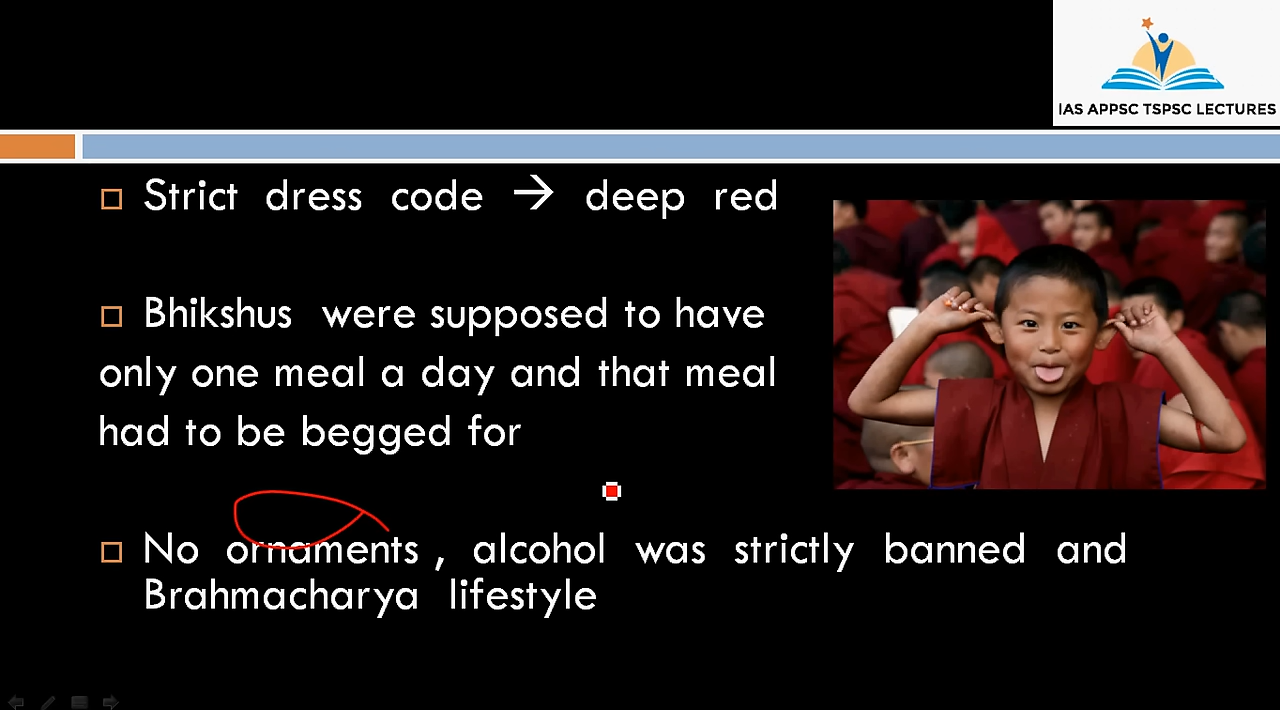 IAS APPSC TSPSC LECTURES
Strict dress code → deep red
Bhikshus were supposed to have
only one meal a day and that meal
had to be begged for
No ornaments , alcohol was strictly banned and
Brahmacharya lifestyle